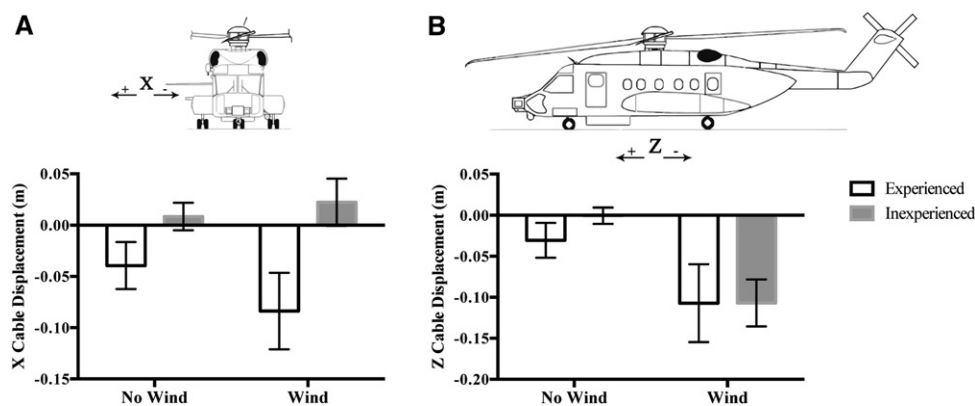 A
+ X -
X Cable Displacement (m)
0.05
0.00
-0.05
-0.10
-0.15
No Wind Wind
B
+ Z -
Z Cable Displacement (m)
0.05
0.00
-0.05
-0.10
-0.15
-0.20
No Wind Wind
Experienced
Inexperienced